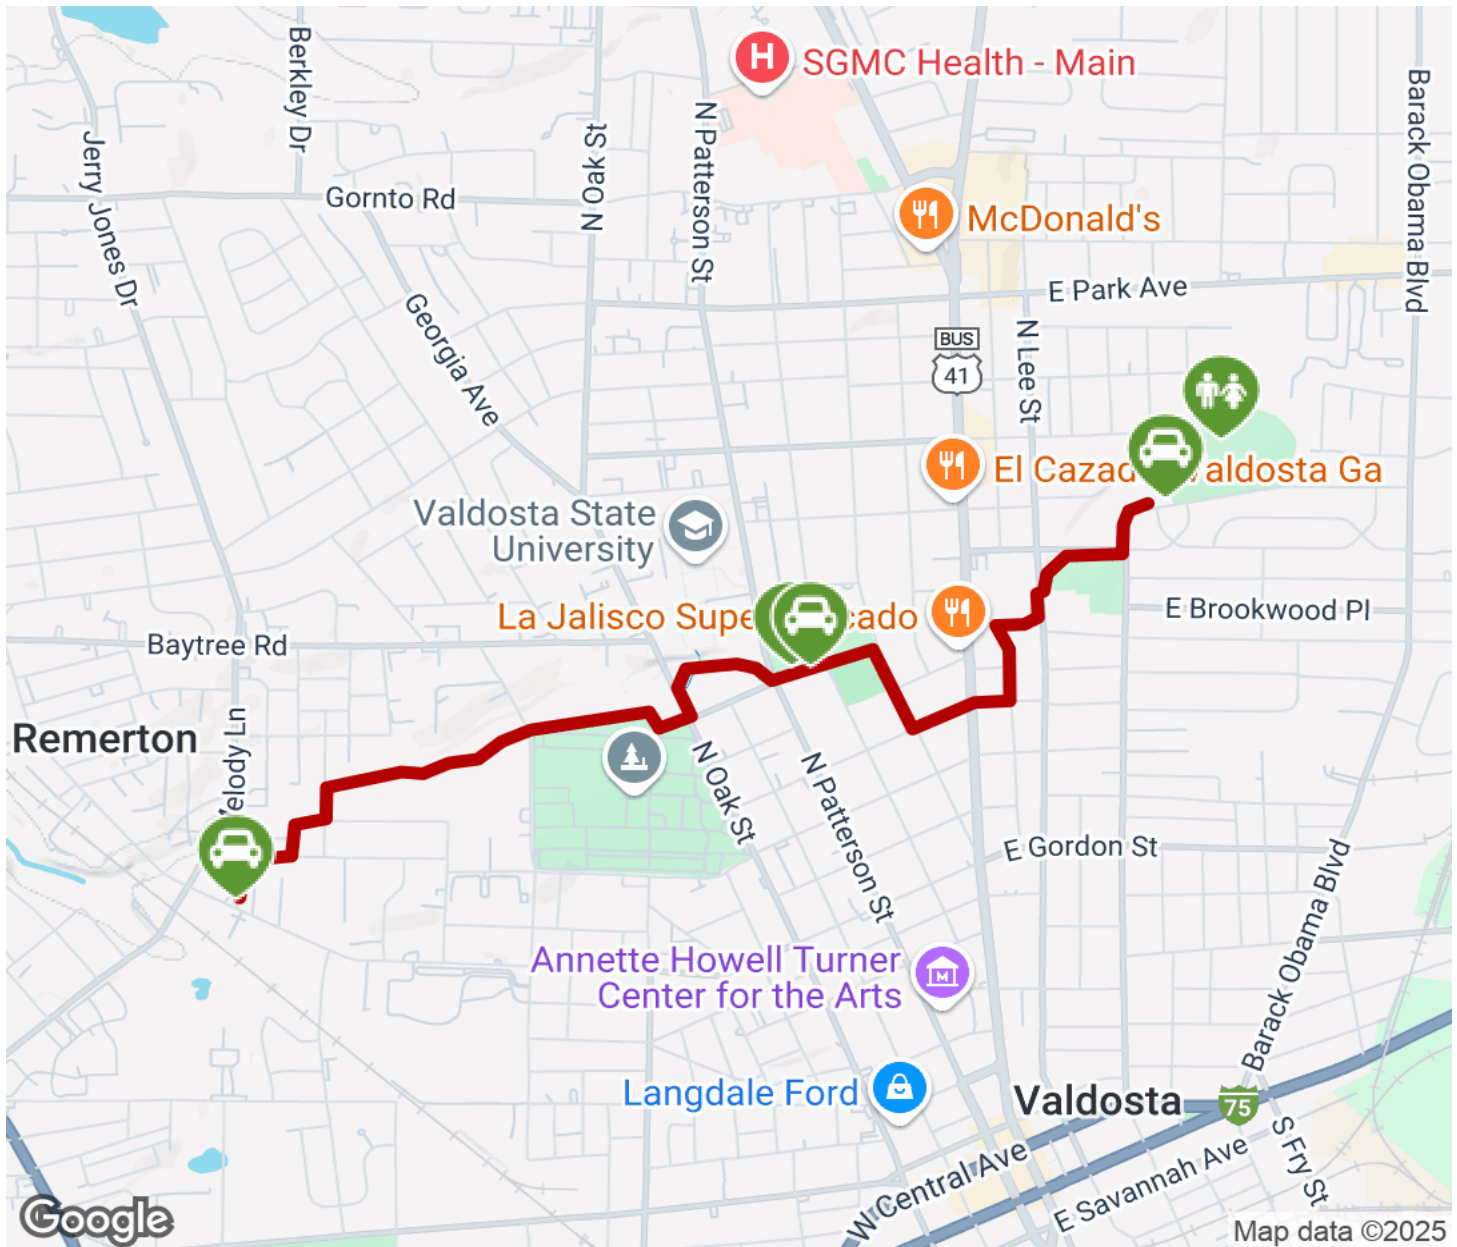 SGMC Health - Main
Berkley Dr
N Oak St
N Patterson St
Barack Obama Blvd
Jerry Jones Dr
Gornto Rd
McDonald's
E Park Ave
Georgia Ave
N Lee St
BUS
41
El Cazad
aldosta Ga
Valdosta State
University
La Jalisco Supe
cado
E Brookwood Pl
Baytree Rd
Remerton
elody Ln
N Oak St
N Patterson St
E Gordon St
Annette Howell Turner
Center for the Arts
Barack Obama Blvd
Langdale Ford
Valdosta
75
S Fry St
W Central Ave
E Savannah Ave
Google
Map data ©2025